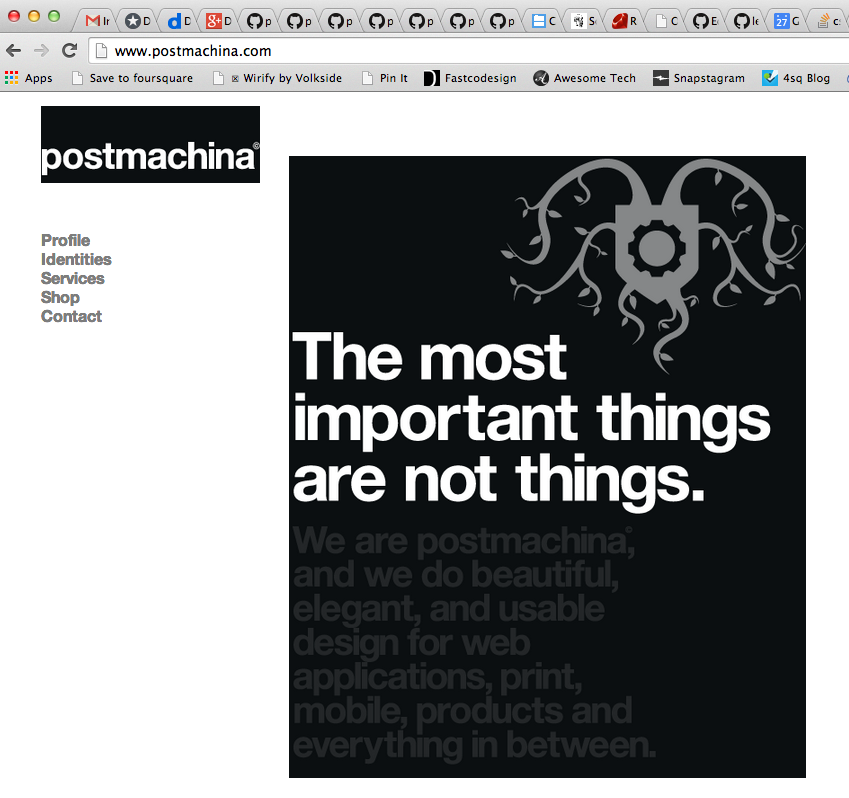 Ir
D
D
D
p
p
p
p
p
p
p
C
S
R
C
E
le
27
G
c
www.postmachina.com
Apps
Save to foursquare
Wirify by Volkside
Pin It
Fastcodesign
Awesome Tech
Snapstagram
4sq Blog
postmachina©
Profile
Identities
Services
Shop
Contact
The most
important things
are not things.
We are postmachina,
and we do beautiful,
elegant, and usable
design for web
applications, print,
mobile, products and
everything in between.